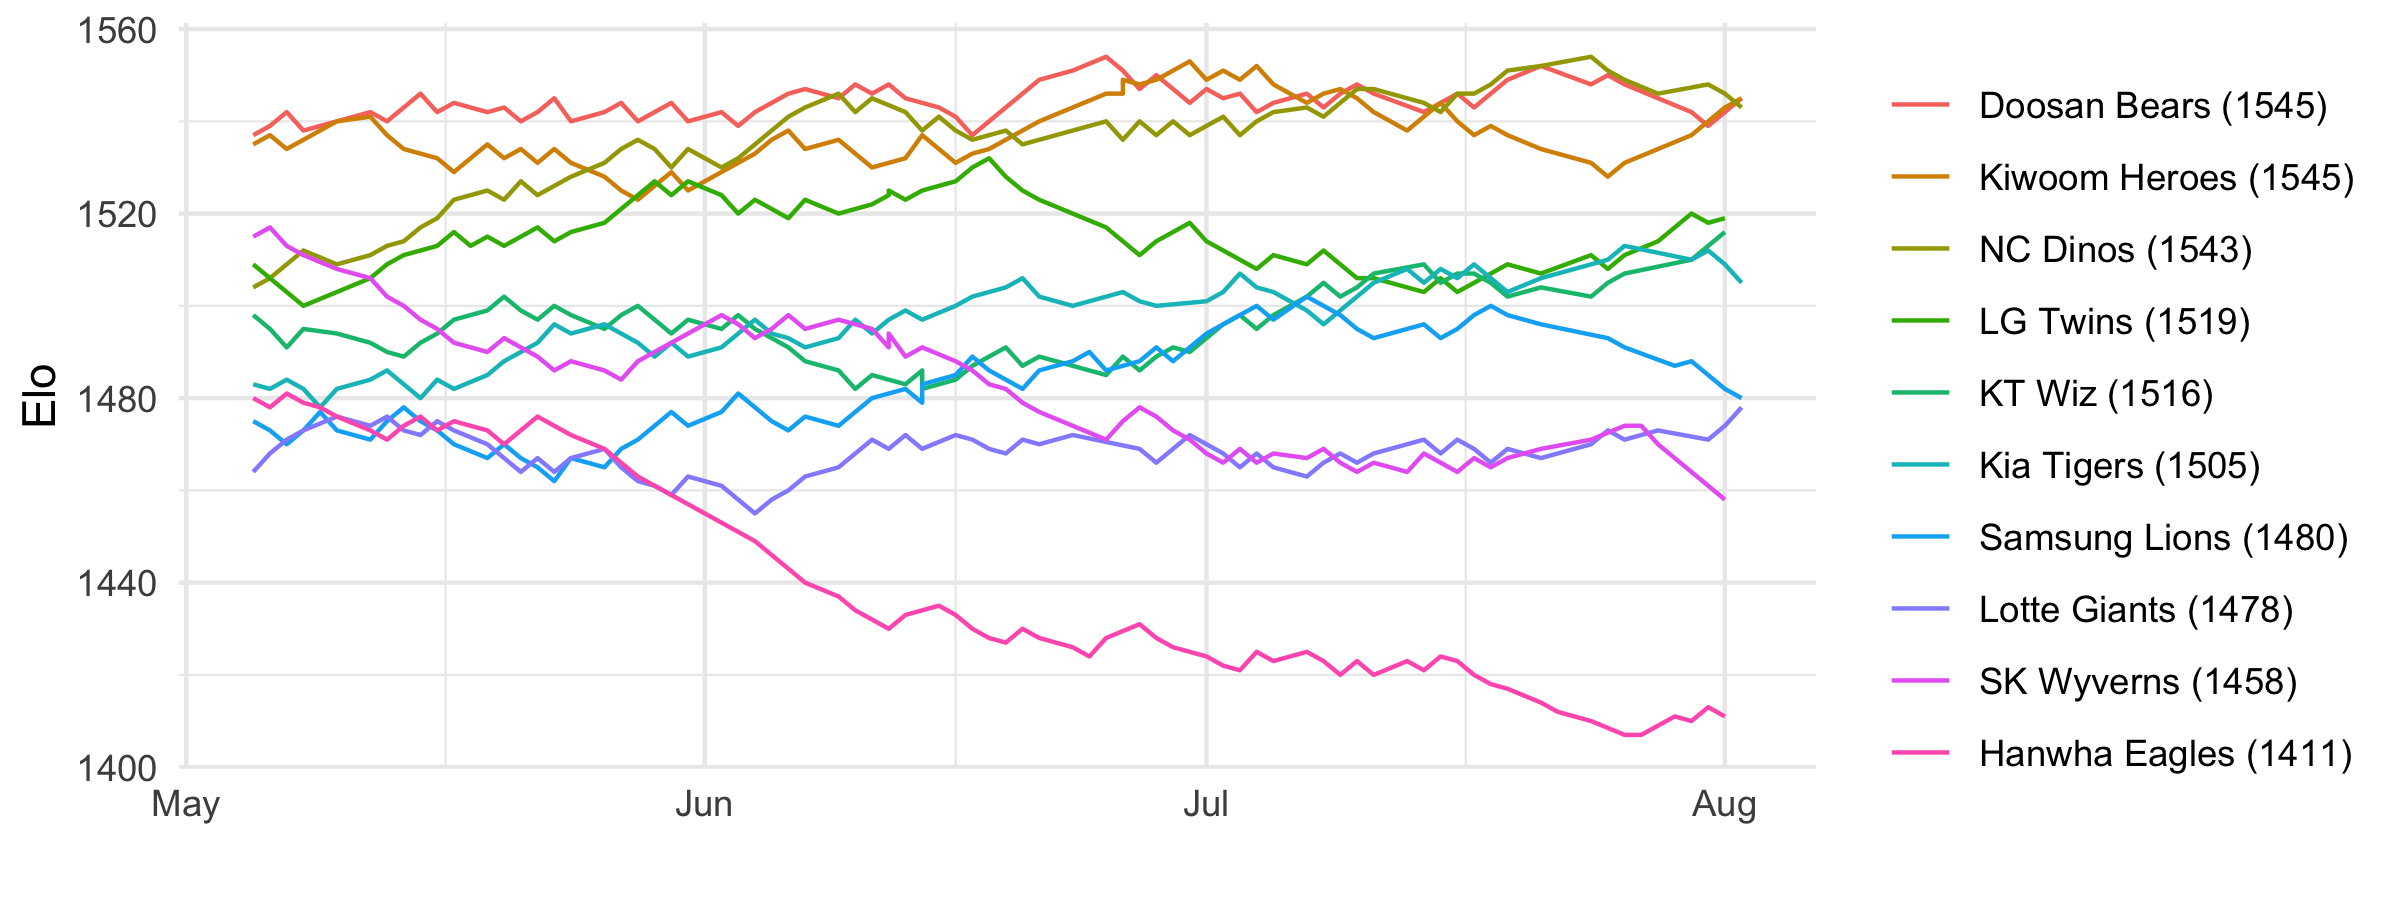 1560
1520
1480
1440
1400
Elo
May Jun Jul Aug
Doosan Bears (1545)
Kiwoom Heroes (1545)
NC Dinos (1543)
LG Twins (1519)
KT Wiz (1516)
Kia Tigers (1505)
Samsung Lions (1480)
Lotte Giants (1478)
SK Wyverns (1458)
Hanwha Eagles (1411)